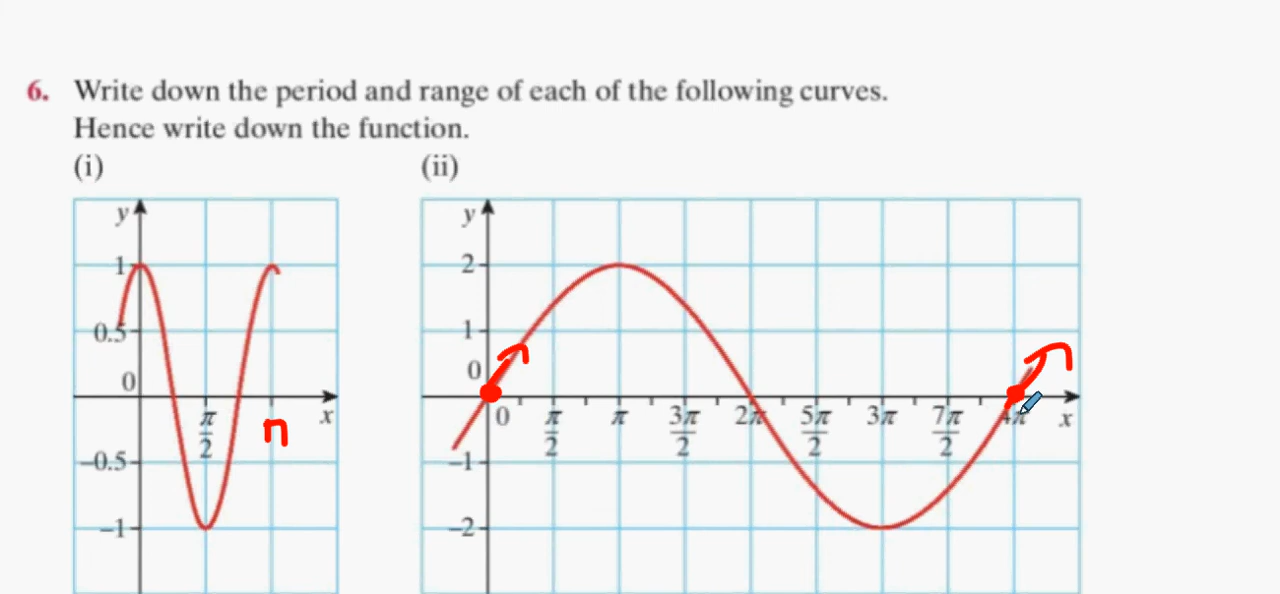 6. Write down the period and range of each of the following curves.
Hence write down the function.
(i) (ii)
y y
1 2
0.5 1
0 0
x 0 π/2 π 3π/2 2π 5π/2 3π 7π/2 4π x
π/2 π
-0.5 -1
-1 -2